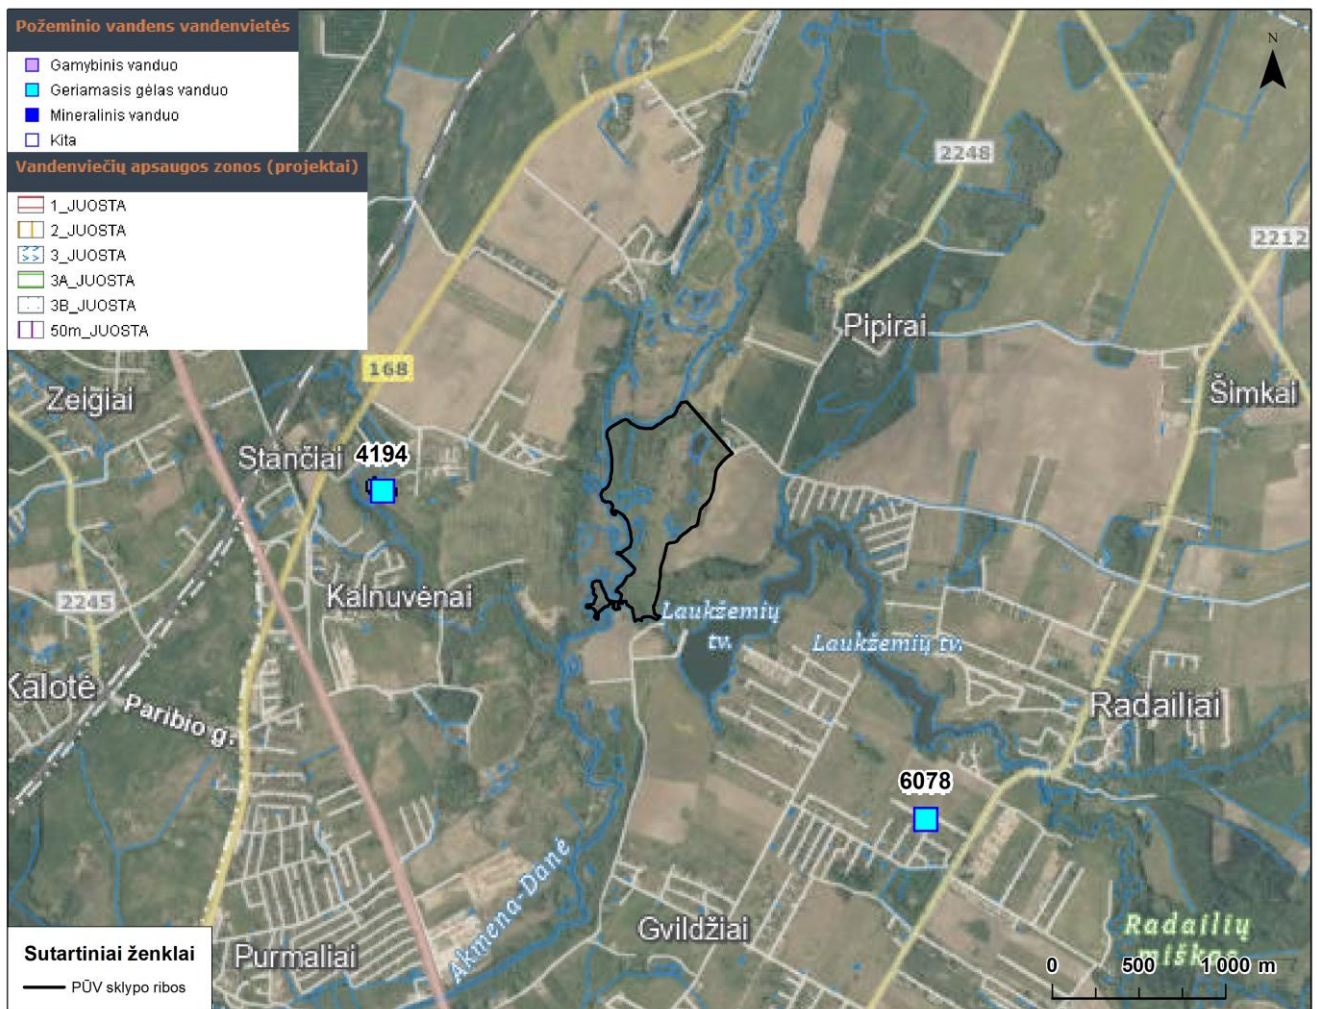 Požeminio vandens vandenvietės
Gamybinis vanduo
Geriamasis gėlas vanduo
Mineralinis vanduo
Kita
Vandenviečių apsaugos zonos (projektai)
1_JUOSTA
2_JUOSTA
3_JUOSTA
3A_JUOSTA
3B_JUOSTA
50m_JUOSTA
N
2248
2212
Pipirai
168
Šimkai
Zeigiai
Stančiai
4194
2245
Kalnuvėnai
Laukžemių
tv.
Laukžemių tv.
Kalotė
Paribio g.
Radailiai
6078
Akmena-Danė
Gvildžiai
Purmaliai
Radailių
miškas
Sutartiniai ženklai
PŪV sklypo ribos
0 500 1 000 m